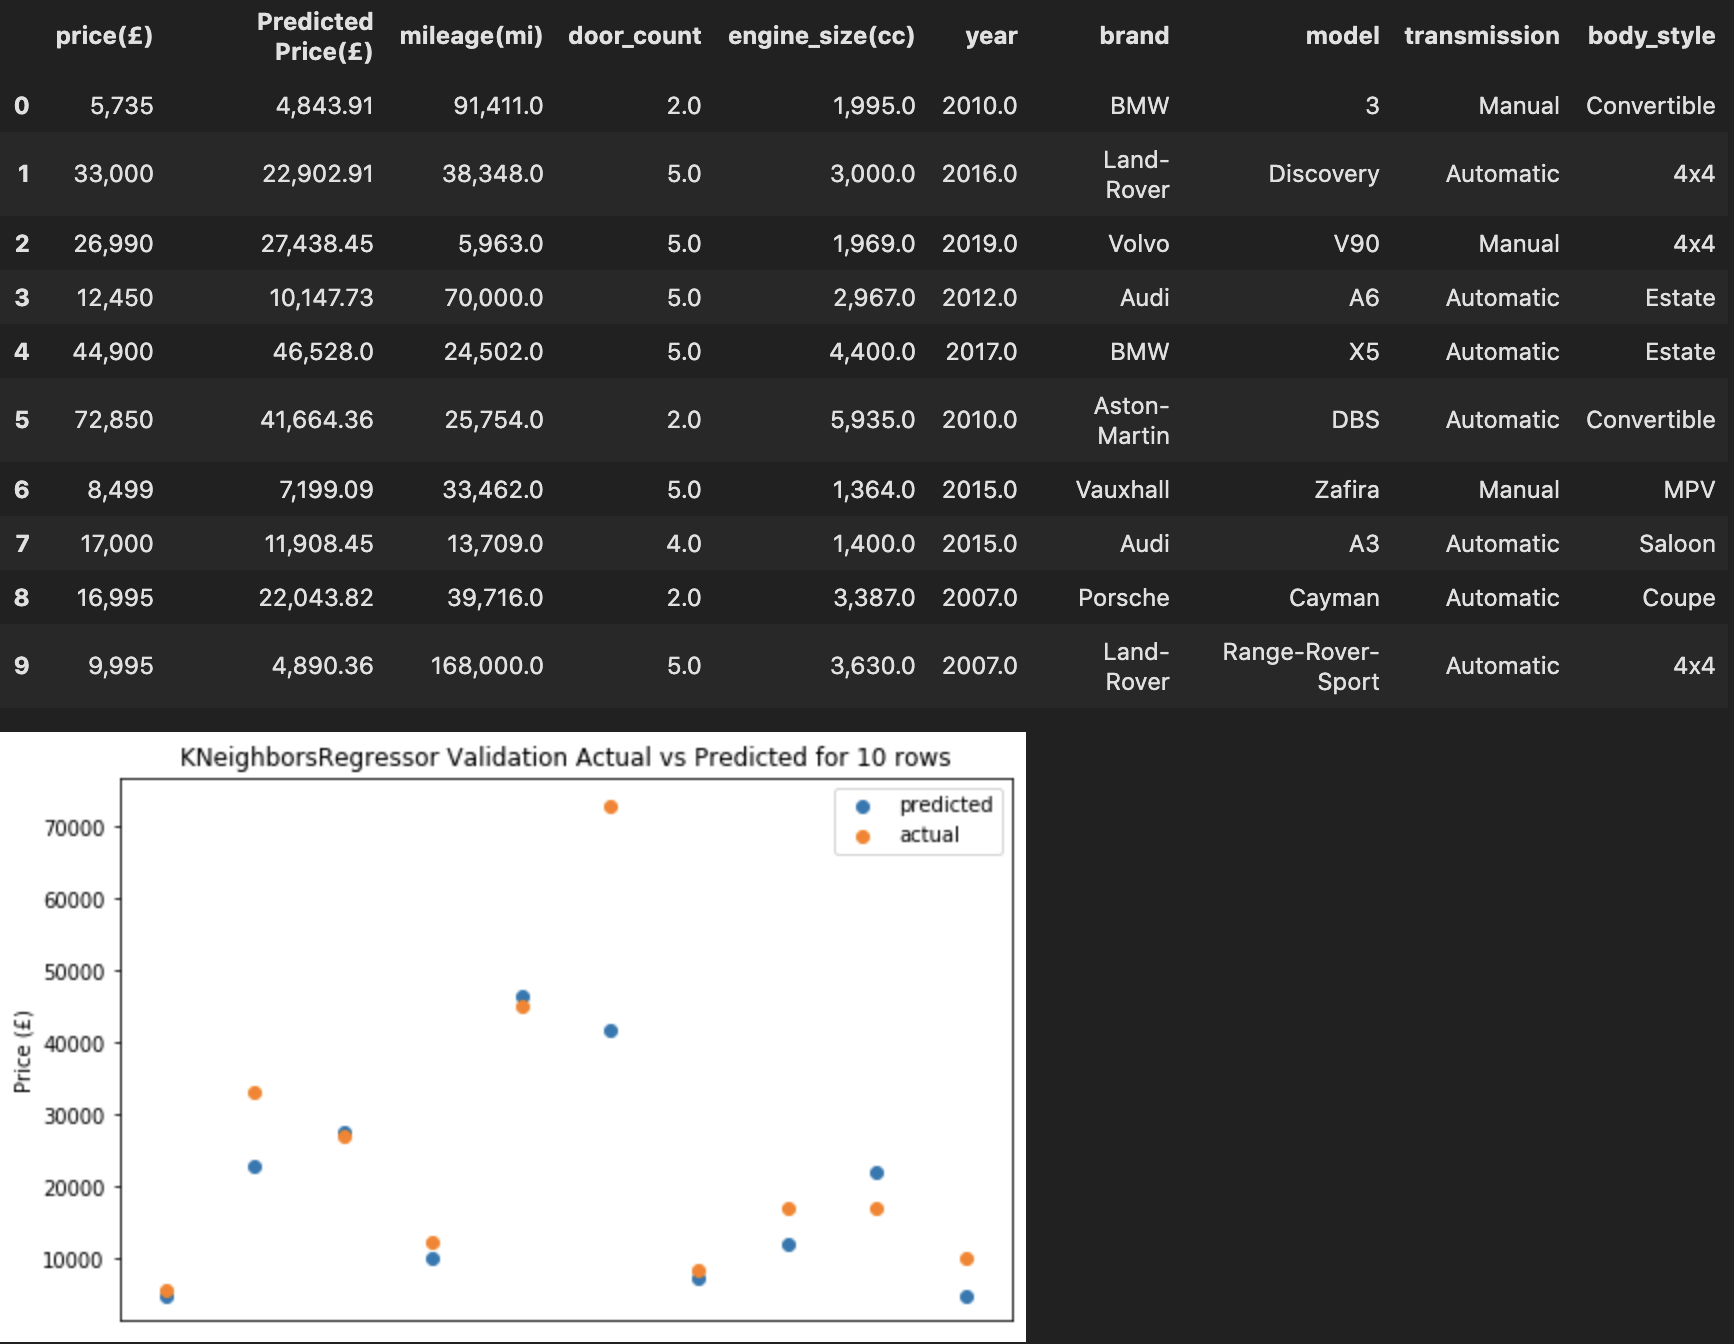 price(£) Predicted Price(£) mileage(mi) door_count engine_size(cc) year brand model transmission body_style
0 5,735 4,843.91 91,411.0 2.0 1,995.0 2010.0 BMW 3 Manual Convertible
1 33,000 22,902.91 38,348.0 5.0 3,000.0 2016.0 Land-Rover Discovery Automatic 4x4
2 26,990 27,438.45 5,963.0 5.0 1,969.0 2019.0 Volvo V90 Manual 4x4
3 12,450 10,147.73 70,000.0 5.0 2,967.0 2012.0 Audi A6 Automatic Estate
4 44,900 46,528.0 24,502.0 5.0 4,400.0 2017.0 BMW X5 Automatic Estate
5 72,850 41,664.36 25,754.0 2.0 5,935.0 2010.0 Aston-Martin DBS Automatic Convertible
6 8,499 7,199.09 33,462.0 5.0 1,364.0 2015.0 Vauxhall Zafira Manual MPV
7 17,000 11,908.45 13,709.0 4.0 1,400.0 2015.0 Audi A3 Automatic Saloon
8 16,995 22,043.82 39,716.0 2.0 3,387.0 2007.0 Porsche Cayman Automatic Coupe
9 9,995 4,890.36 168,000.0 5.0 3,630.0 2007.0 Land-Rover Range-Rover-Sport Automatic 4x4
KNeighborsRegressor Validation Actual vs Predicted for 10 rows
predicted
actual
70000
60000
50000
40000
30000
20000
10000
Price (£)